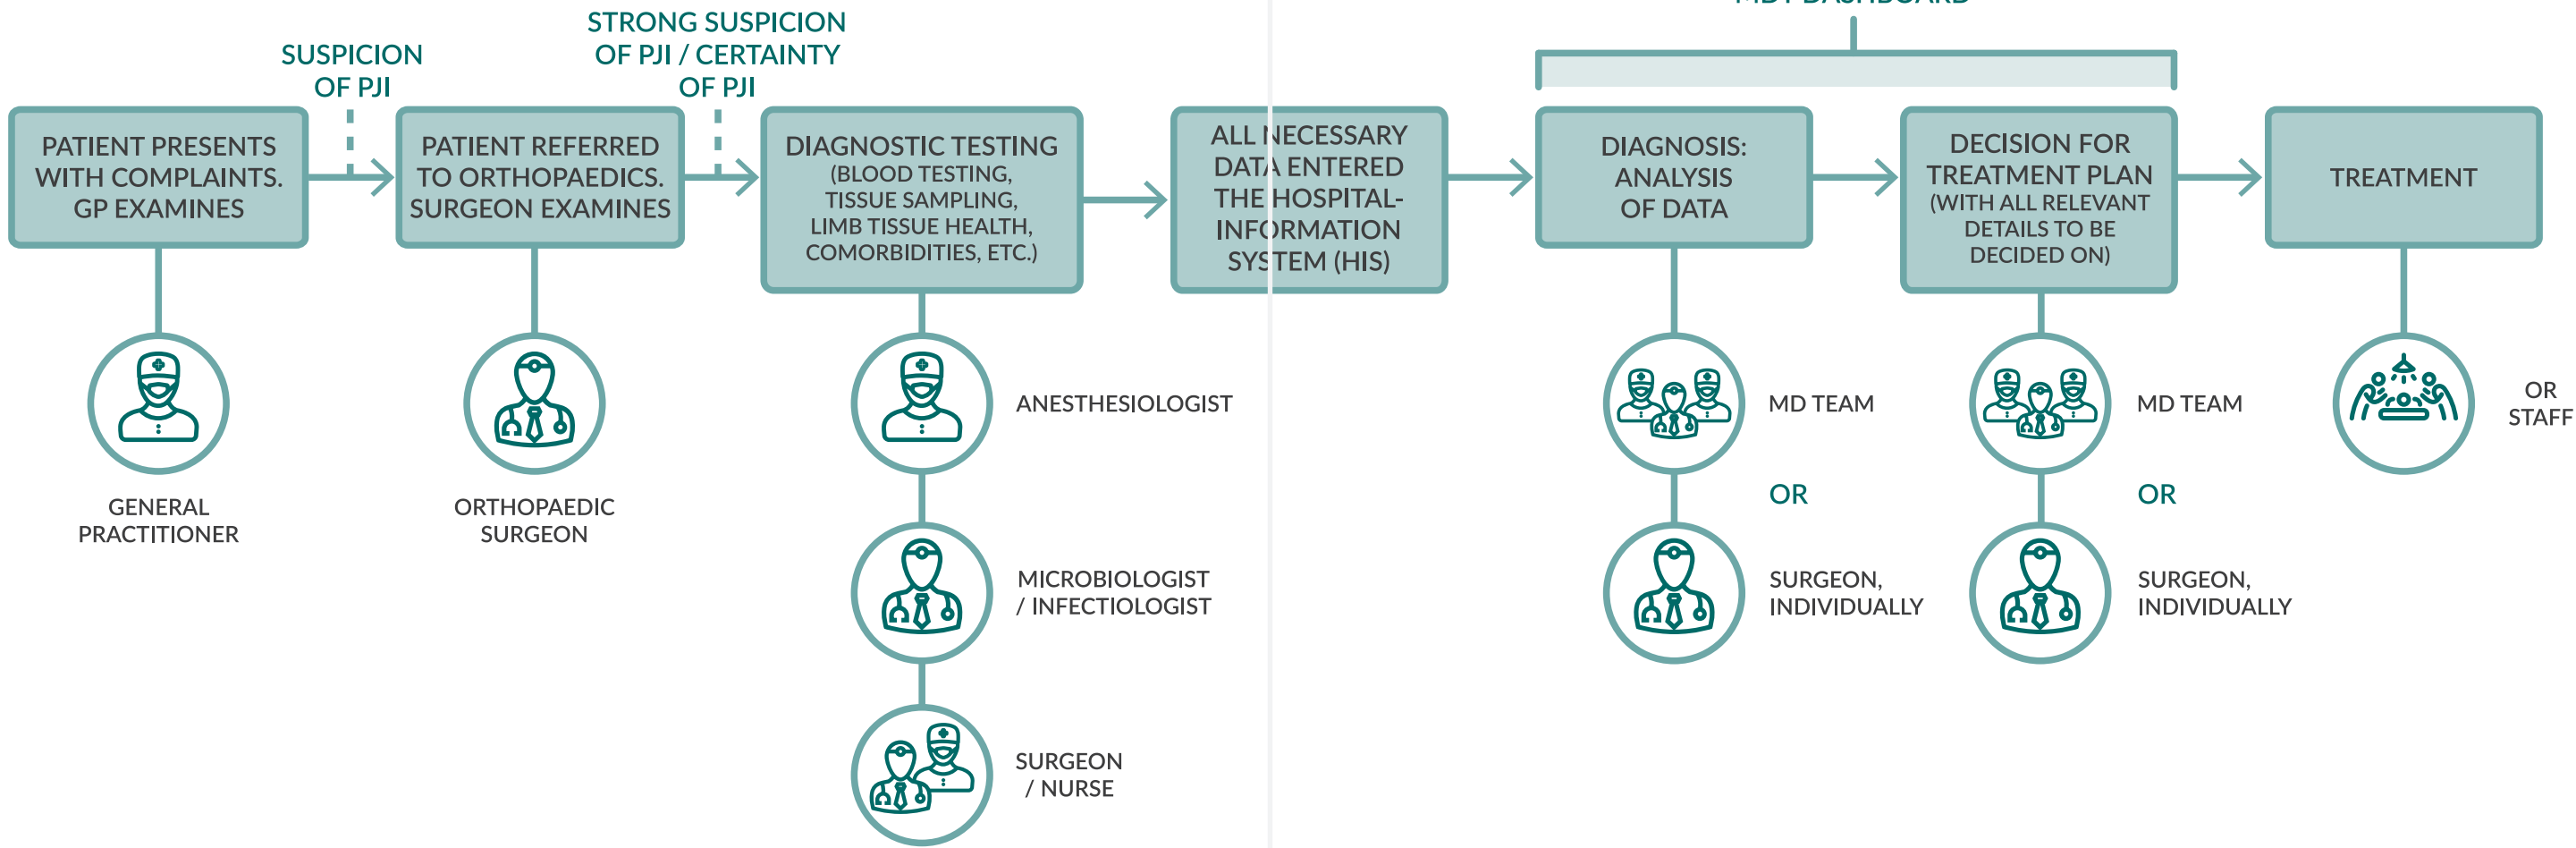 SUSPICION
OF PJI
STRONG SUSPICION
OF PJI / CERTAINTY
OF PJI
MDT DASHBOARD
PATIENT PRESENTS
WITH COMPLAINTS.
GP EXAMINES
PATIENT REFERRED
TO ORTHOPAEDICS.
SURGEON EXAMINES
DIAGNOSTIC TESTING
(BLOOD TESTING,
TISSUE SAMPLING,
LIMB TISSUE HEALTH,
COMORBIDITIES, ETC.)
ALL NECESSARY
DATA ENTERED
THE HOSPITAL-
INFORMATION
SYSTEM (HIS)
DIAGNOSIS:
ANALYSIS
OF DATA
DECISION FOR
TREATMENT PLAN
(WITH ALL RELEVANT
DETAILS TO BE
DECIDED ON)
TREATMENT
GENERAL
PRACTITIONER
ORTHOPAEDIC
SURGEON
ANESTHESIOLOGIST
MICROBIOLOGIST
/ INFECTIOLOGIST
SURGEON
/ NURSE
MD TEAM
OR
SURGEON,
INDIVIDUALLY
MD TEAM
OR
SURGEON,
INDIVIDUALLY
OR
STAFF